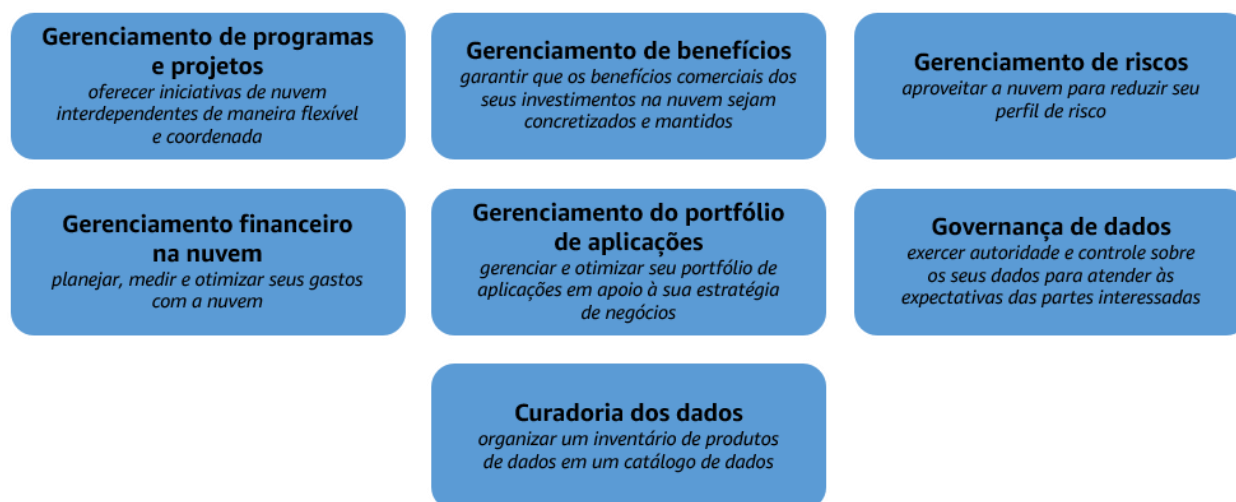 Gerenciamento de programas
e projetos
oferecer iniciativas de nuvem
interdependentes de maneira flexível
e coordenada
Gerenciamento de benefícios
garantir que os benefícios comerciais dos
seus investimentos na nuvem sejam
concretizados e mantidos
Gerenciamento de riscos
aproveitar a nuvem para reduzir seu
perfil de risco
Gerenciamento financeiro
na nuvem
planejar, medir e otimizar seus gastos
com a nuvem
Gerenciamento do portfólio
de aplicações
gerenciar e otimizar seu portfólio de
aplicações em apoio à sua estratégia
de negócios
Governança de dados
exercer autoridade e controle sobre
os seus dados para atender às
expectativas das partes interessadas
Curadoria dos dados
organizar um inventário de produtos
de dados em um catálogo de dados